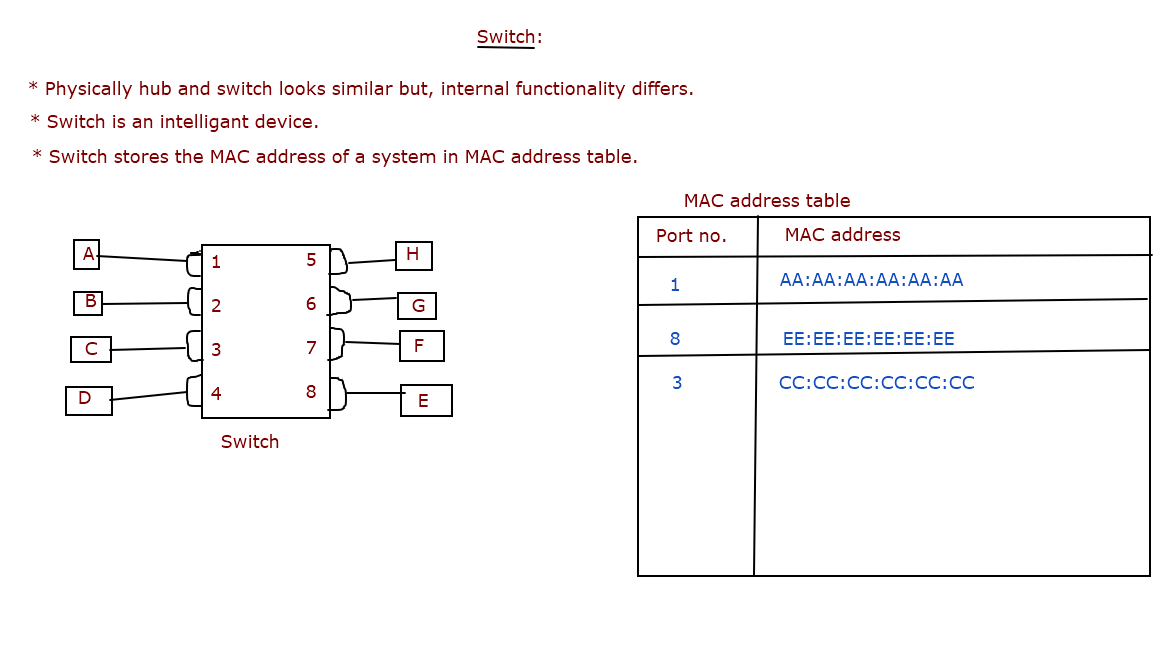 Switch:
* Physically hub and switch looks similar but, internal functionality differs.
* Switch is an intelligant device.
* Switch stores the MAC address of a system in MAC address table.
MAC address table
Port no. MAC address
1 AA:AA:AA:AA:AA:AA
8 EE:EE:EE:EE:EE:EE
3 CC:CC:CC:CC:CC:CC
A 1 5 H
B 2 6 G
C 3 7 F
D 4 8 E
Switch